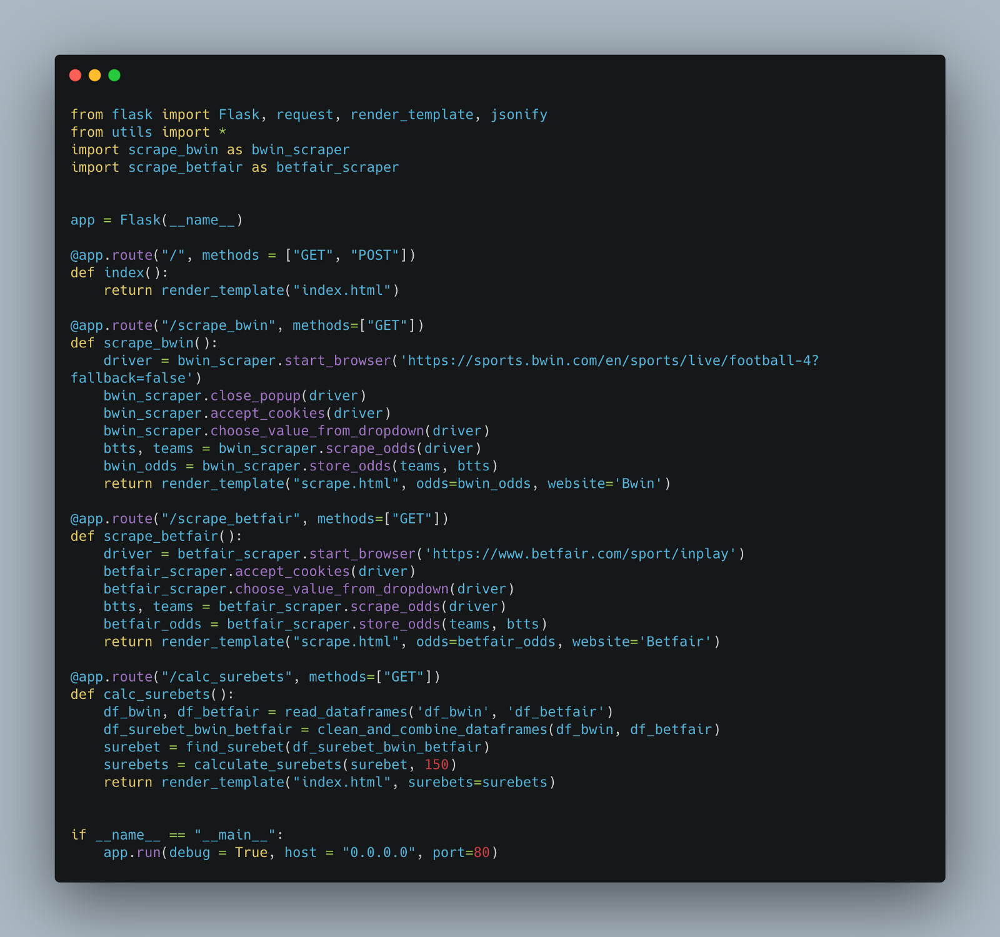 from flask import Flask, request, render_template, jsonify
from utils import *
import scrape_bwin as bwin_scraper
import scrape_betfair as betfair_scraper


app = Flask(__name__)

@app.route("/", methods = ["GET", "POST"])
def index():
    return render_template("index.html")

@app.route("/scrape_bwin", methods=["GET"])
def scrape_bwin():
    driver = bwin_scraper.start_browser('https://sports.bwin.com/en/sports/live/football-4?
fallback=false')
    bwin_scraper.close_popup(driver)
    bwin_scraper.accept_cookies(driver)
    bwin_scraper.choose_value_from_dropdown(driver)
    btts, teams = bwin_scraper.scrape_odds(driver)
    bwin_odds = bwin_scraper.store_odds(teams, btts)
    return render_template("scrape.html", odds=bwin_odds, website='Bwin')

@app.route("/scrape_betfair", methods=["GET"])
def scrape_betfair():
    driver = betfair_scraper.start_browser('https://www.betfair.com/sport/inplay')
    betfair_scraper.accept_cookies(driver)
    betfair_scraper.choose_value_from_dropdown(driver)
    btts, teams = betfair_scraper.scrape_odds(driver)
    betfair_odds = betfair_scraper.store_odds(teams, btts)
    return render_template("scrape.html", odds=betfair_odds, website='Betfair')

@app.route("/calc_surebets", methods=["GET"])
def calc_surebets():
    df_bwin, df_betfair = read_dataframes('df_bwin', 'df_betfair')
    df_surebet_bwin_betfair = clean_and_combine_dataframes(df_bwin, df_betfair)
    surebet = find_surebet(df_surebet_bwin_betfair)
    surebets = calculate_surebets(surebet, 150)
    return render_template("index.html", surebets=surebets)


if __name__ == "__main__":
    app.run(debug = True, host = "0.0.0.0", port=80)